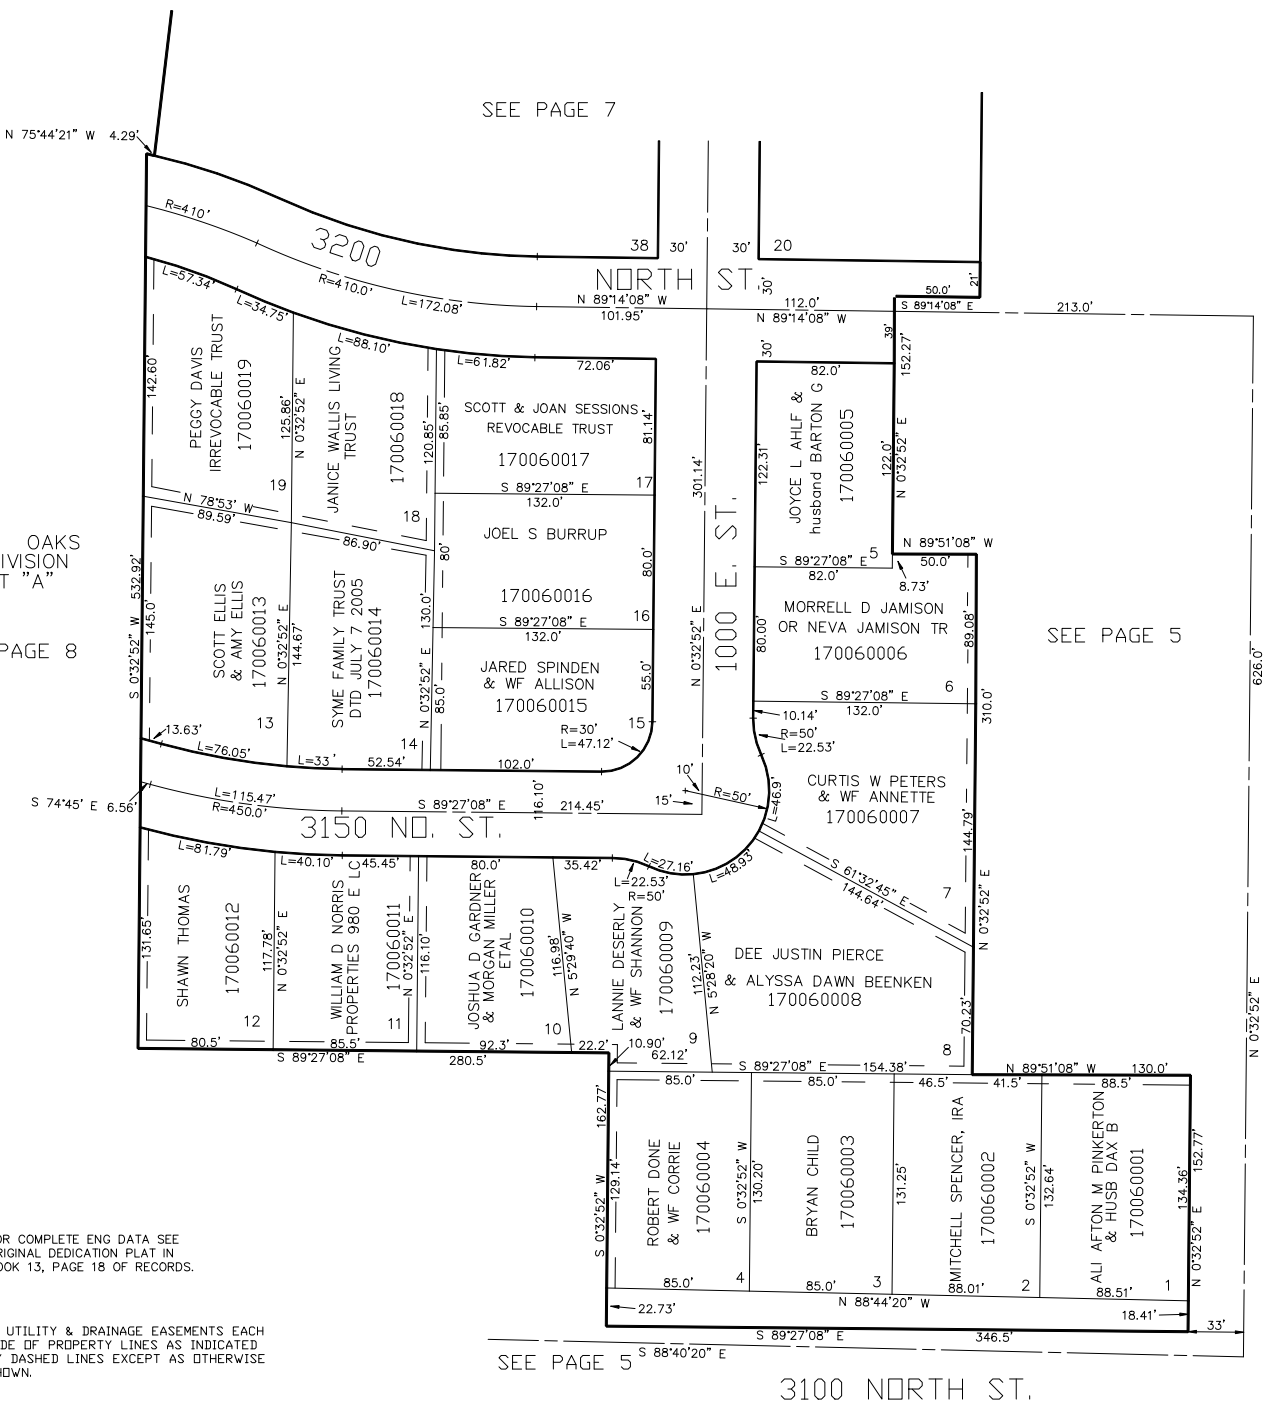 SEE PAGE 7
N 75°44'21" W 4.29'
R=410'
3200
R=410.0'
L=172.08'
38
30'
30'
20
NORTH ST.
N 89°14'08" W
101.95'
30'
112.0'
N 89°14'08" W
50.0'
S 89°14'08" E
21'
213.0'
39'
152.27'
N 0°32'52" E
L=57.34'
L=34.75'
L=88.10'
L=61.82'
72.06'
30'
82.0'
142.60'
PEGGY DAVIS
IRREVOCABLE TRUST
170060019
19
125.86'
N 0°32'52" E
JANICE WALLIS LIVING
TRUST
170060018
18
120.85'
85.85'
SCOTT & JOAN SESSIONS
REVOCABLE TRUST
170060017
17
81.14'
S 89°27'08" E
132.0'
301.14'
1000 E. ST.
N 0°32'52" E
122.31'
JOYCE L AHLF &
husband BARTON G
170060005
122.0'
5
S 89°27'08" E
82.0'
N 89°51'08" W
50.0'
8.73'
N 78°53' W
89.59'
86.90'
OAKS
IVISION
T "A"
PAGE 8
532.92'
S 0°32'52" W
145.0'
SCOTT ELLIS
& AMY ELLIS
170060013
13
N 0°32'52" E
144.67'
SYME FAMILY TRUST
DTD JULY 7 2005
170060014
14
130.0'
N 0°32'52" E
80'
85.0'
JOEL S BURRUP
170060016
16
80.0'
S 89°27'08" E
132.0'
JARED SPINDEN
& WF ALLISON
170060015
15
55.0'
R=30'
L=47.12'
MORRELL D JAMISON
OR NEVA JAMISON TR
170060006
6
80.00'
89.08'
S 89°27'08" E
132.0'
310.0'
SEE PAGE 5
626.0'
10.14'
R=50'
L=22.53'
CURTIS W PETERS
& WF ANNETTE
170060007
7
144.79'
N 0°32'52" E
13.63'
L=76.05'
L=33'
52.54'
102.0'
10'
15'
R=50'
L=46.9'
S 74°45' E 6.56'
L=115.47'
R=450.0'
S 89°27'08" E
116.10'
214.45'
3150 NO. ST.
L=81.79'
L=40.10'
45.45'
80.0'
35.42'
L=27.16'
L=48.93'
L=22.53'
R=50'
S 61°32'45" E
144.64'
131.65'
SHAWN THOMAS
170060012
12
117.78'
N 0°32'52" E
WILLIAM D NORRIS
PROPERTIES 980 E LC
170060011
11
N 0°32'52" E
116.10'
JOSHUA D GARDNER
& MORGAN MILLER
ETAL
170060010
10
116.98'
N 5°29'40" W
LANNIE DESERLY
& WF SHANNON
170060009
9
112.23'
N 5°28'20" W
DEE JUSTIN PIERCE
& ALYSSA DAWN BEENKEN
170060008
8
70.23'
N 0°32'52" E
80.5'
85.5'
92.3'
22.2'
10.90'
62.12'
S 89°27'08" E
280.5'
S 89°27'08" E
154.38'
N 89°51'08" W
130.0'
85.0'
85.0'
46.5'
41.5'
88.5'
162.77'
S 0°32'52" W
129.14'
ROBERT DONE
& WF CORRIE
170060004
4
S 0°32'52" W
130.20'
BRYAN CHILD
170060003
3
131.25'
MITCHELL SPENCER, IRA
170060002
2
S 0°32'52" W
132.64'
ALI AFTON M PINKERTON
& HUSB DAX B
170060001
1
134.36'
152.77'
N 0°32'52" E
85.0'
85.0'
88.01'
88.51'
N 88°44'20" W
22.73'
18.41'
33'
S 89°27'08" E
346.5'
S 88°40'20" E
SEE PAGE 5
3100 NORTH ST.
OR COMPLETE ENG DATA SEE
RIGINAL DEDICATION PLAT IN
OOK 13, PAGE 18 OF RECORDS.
UTILITY & DRAINAGE EASEMENTS EACH
DE OF PROPERTY LINES AS INDICATED
Y DASHED LINES EXCEPT AS OTHERWISE
HOWN.